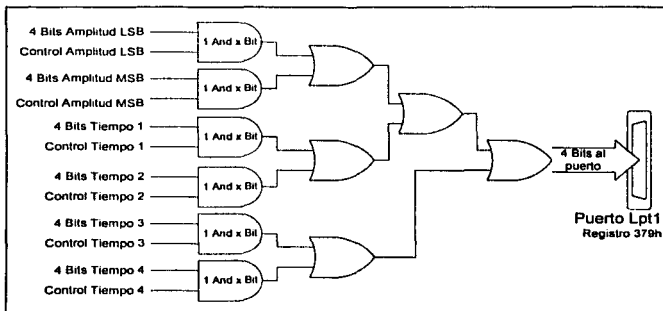 4 Bits Amplitud LSB
Control Amplitud LSB
1 And x Bit
4 Bits Amplitud MSB
Control Amplitud MSB
1 And x Bit
4 Bits Tiempo 1
Control Tiempo 1
1 And x Bit
4 Bits Tiempo 2
Control Tiempo 2
1 And x Bit
4 Bits Tiempo 3
Control Tiempo 3
1 And x Bit
4 Bits Tiempo 4
Control Tiempo 4
1 And x Bit
4 Bits al
puerto
Puerto Lpt1
Registro 379h